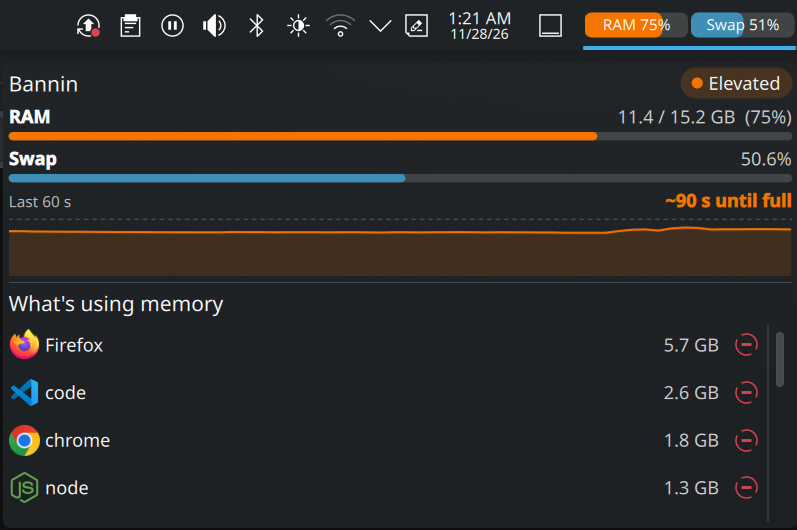 1:21 AM
11/28/26
RAM 75%
Swap 51%
Bannin
Elevated
RAM
11.4 / 15.2 GB (75%)
Swap
50.6%
Last 60 s
~90 s until full
What's using memory
Firefox
5.7 GB
code
2.6 GB
chrome
1.8 GB
JS
node
1.3 GB